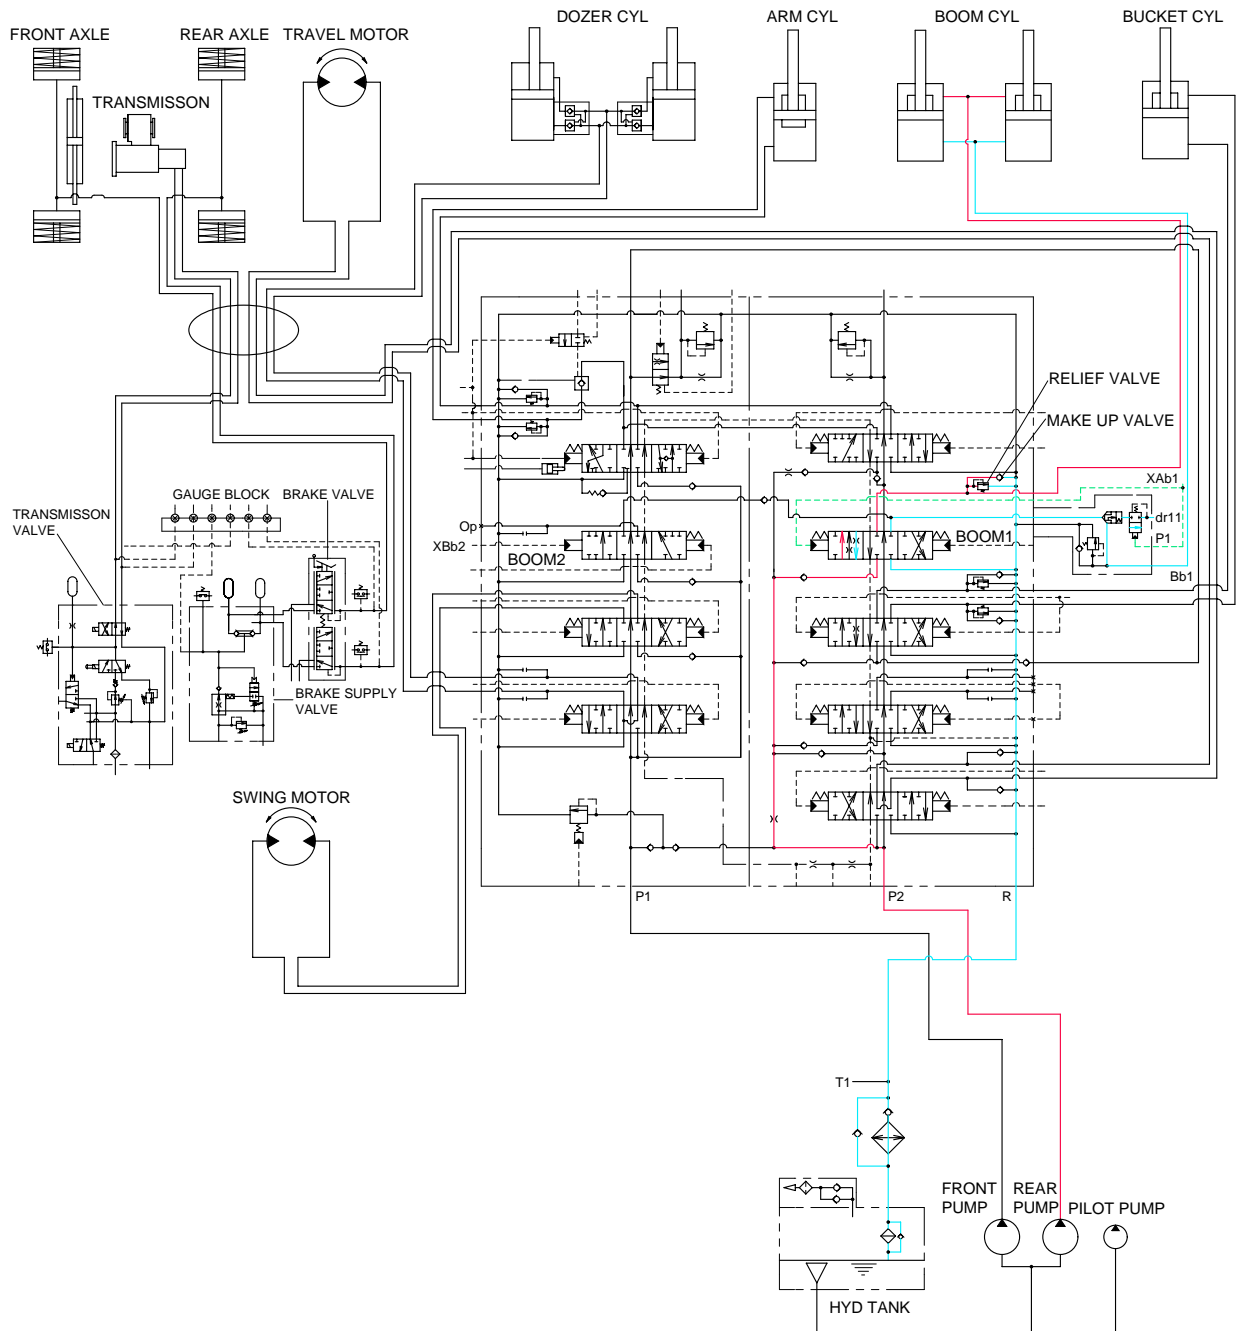 DOZER CYL
ARM CYL
BOOM CYL
BUCKET CYL
FRONT AXLE
REAR AXLE
TRAVEL MOTOR
TRANSMISSON
RELIEF VALVE
MAKE UP VALVE
XAb1
GAUGE BLOCK
BRAKE VALVE
TRANSMISSON
VALVE
Op
XBb2
BOOM2
BOOM1
dr11
P1
Bb1
BRAKE SUPPLY
VALVE
SWING MOTOR
P1
P2
R
T1
FRONT
PUMP
REAR
PUMP
PILOT PUMP
HYD TANK